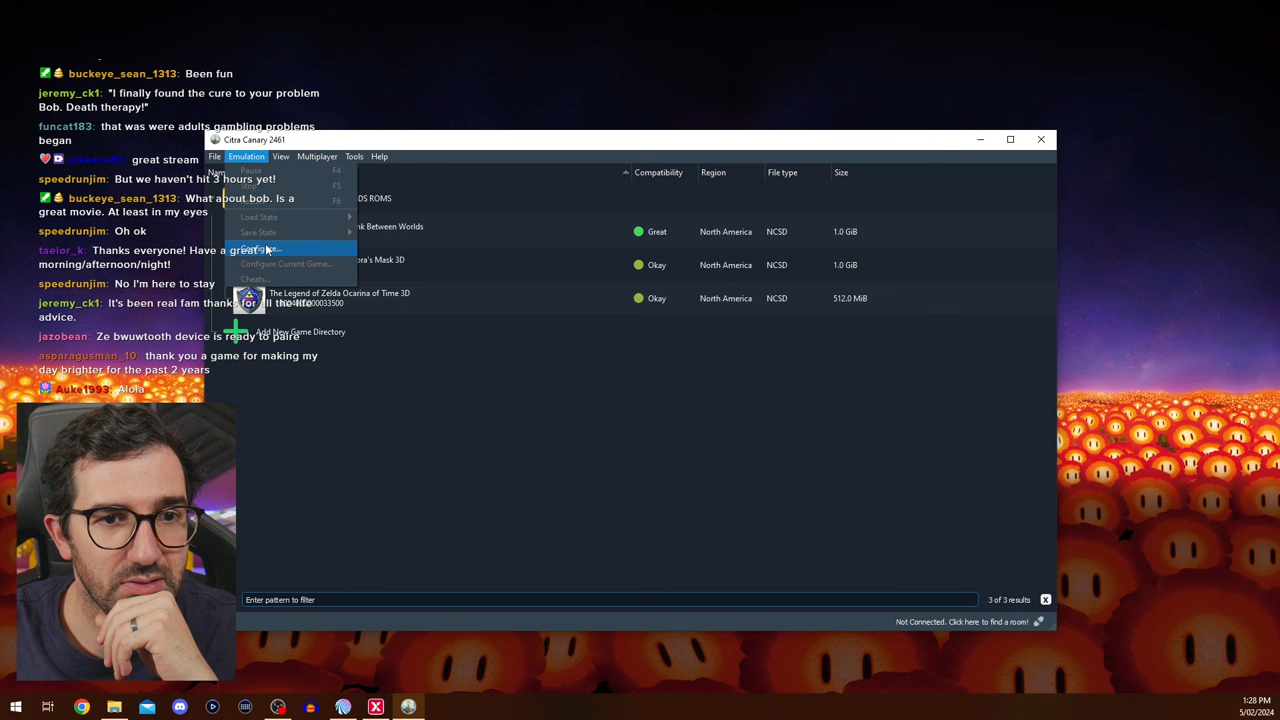 buckeye_sean_1313: Been fun
jeremy_ck1: "I finally found the cure to your problem
Bob. Death therapy!"
funcat183: that was were adults gambling problems
began
great stream
speedrunjim: But we haven't hit 3 hours yet!
buckeye_sean_1313: What about bob. Is a
great movie. At least in my eyes
speedrunjim: Oh ok
taelor_k: Thanks everyone! Have a great
morning/afternoon/night!
speedrunjim: No I'm here to stay
jeremy_ck1: It's been real fam thanks for all the life
advice.
jazobean: Ze bwuwtooth device is ready to paire
asparagusman_10: thank you a game for making my
day brighter for the past 2 years
Auke1993: Alola
Citra Canary 2461
File Emulation View Multiplayer Tools Help
Pause F4
Stop F5
F6
Load State
Save State
Configure...
Configure Current Game...
Cheats...
Compatibility Region File type Size
DS ROMS
nk Between Worlds
Great North America NCSD 1.0 GiB
ora's Mask 3D
Okay North America NCSD 1.0 GiB
The Legend of Zelda Ocarina of Time 3D
Okay North America NCSD 512.0 MiB
Add New Game Directory
Enter pattern to filter
3 of 3 results X
Not Connected. Click here to find a room!
1:28 PM
5/02/2024